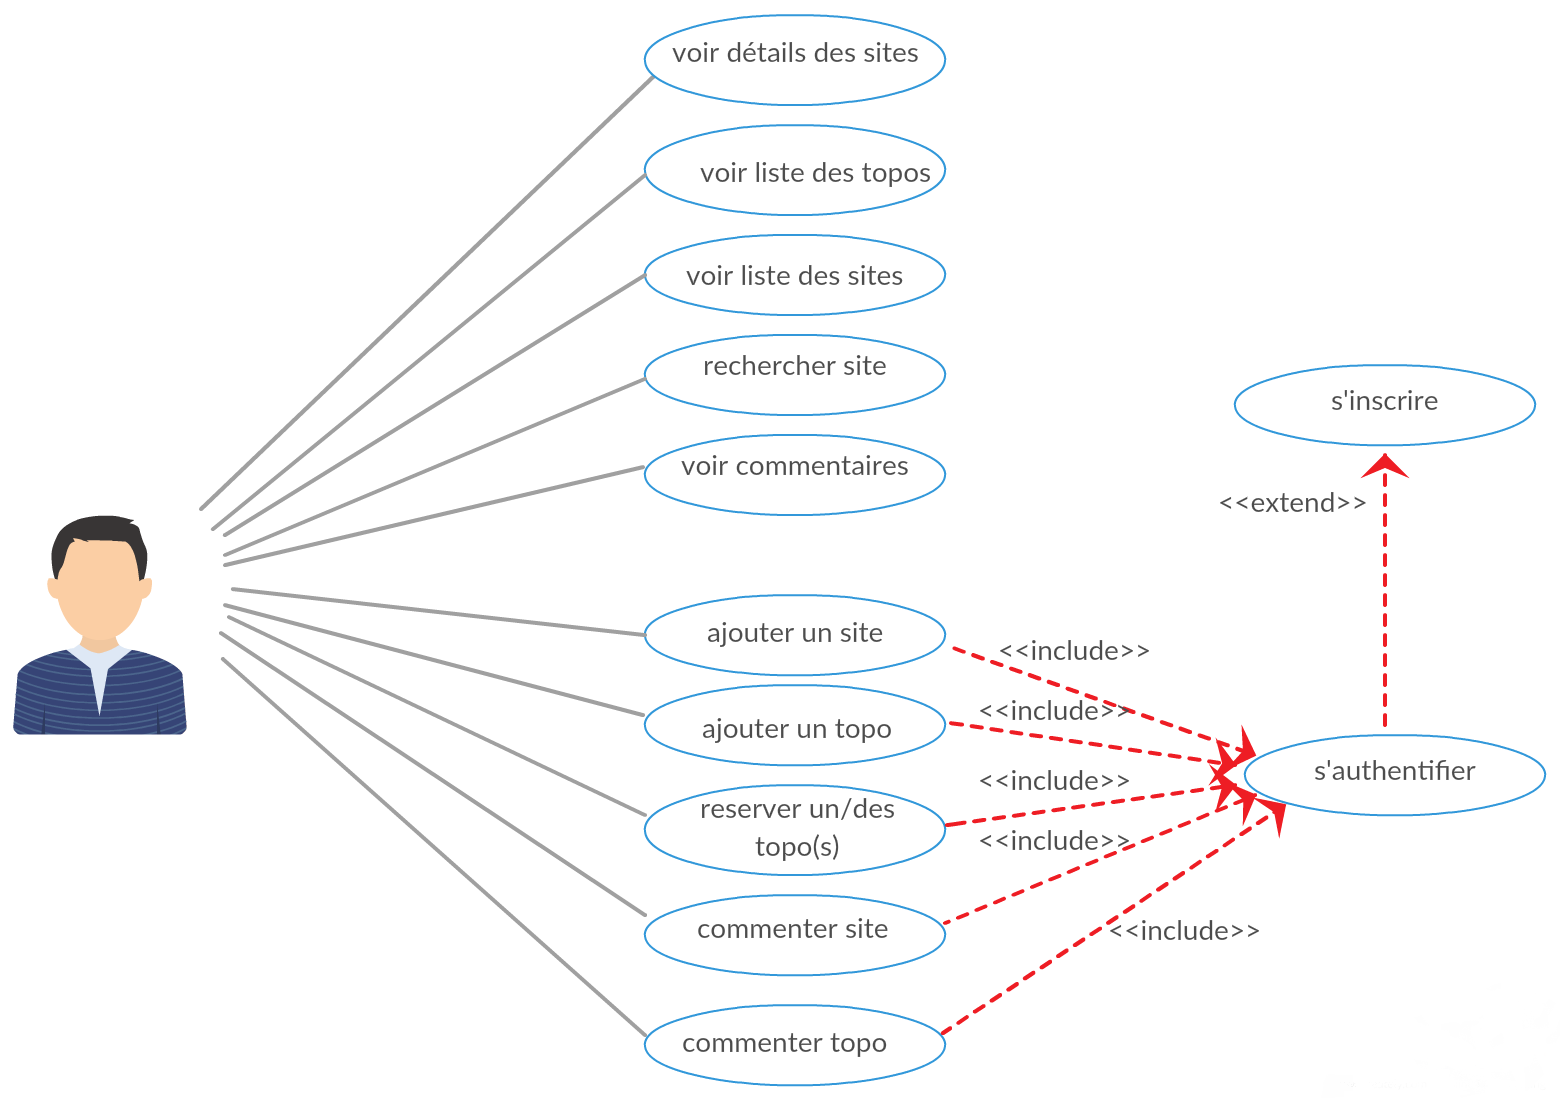 voir détails des sites
voir liste des topos
voir liste des sites
rechercher site
voir commentaires
s'inscrire
<<extend>>
ajouter un site
<<include>>
ajouter un topo
<<include>>
s'authentifier
reserver un/des
topo(s)
<<include>>
<<include>>
commenter site
<<include>>
commenter topo